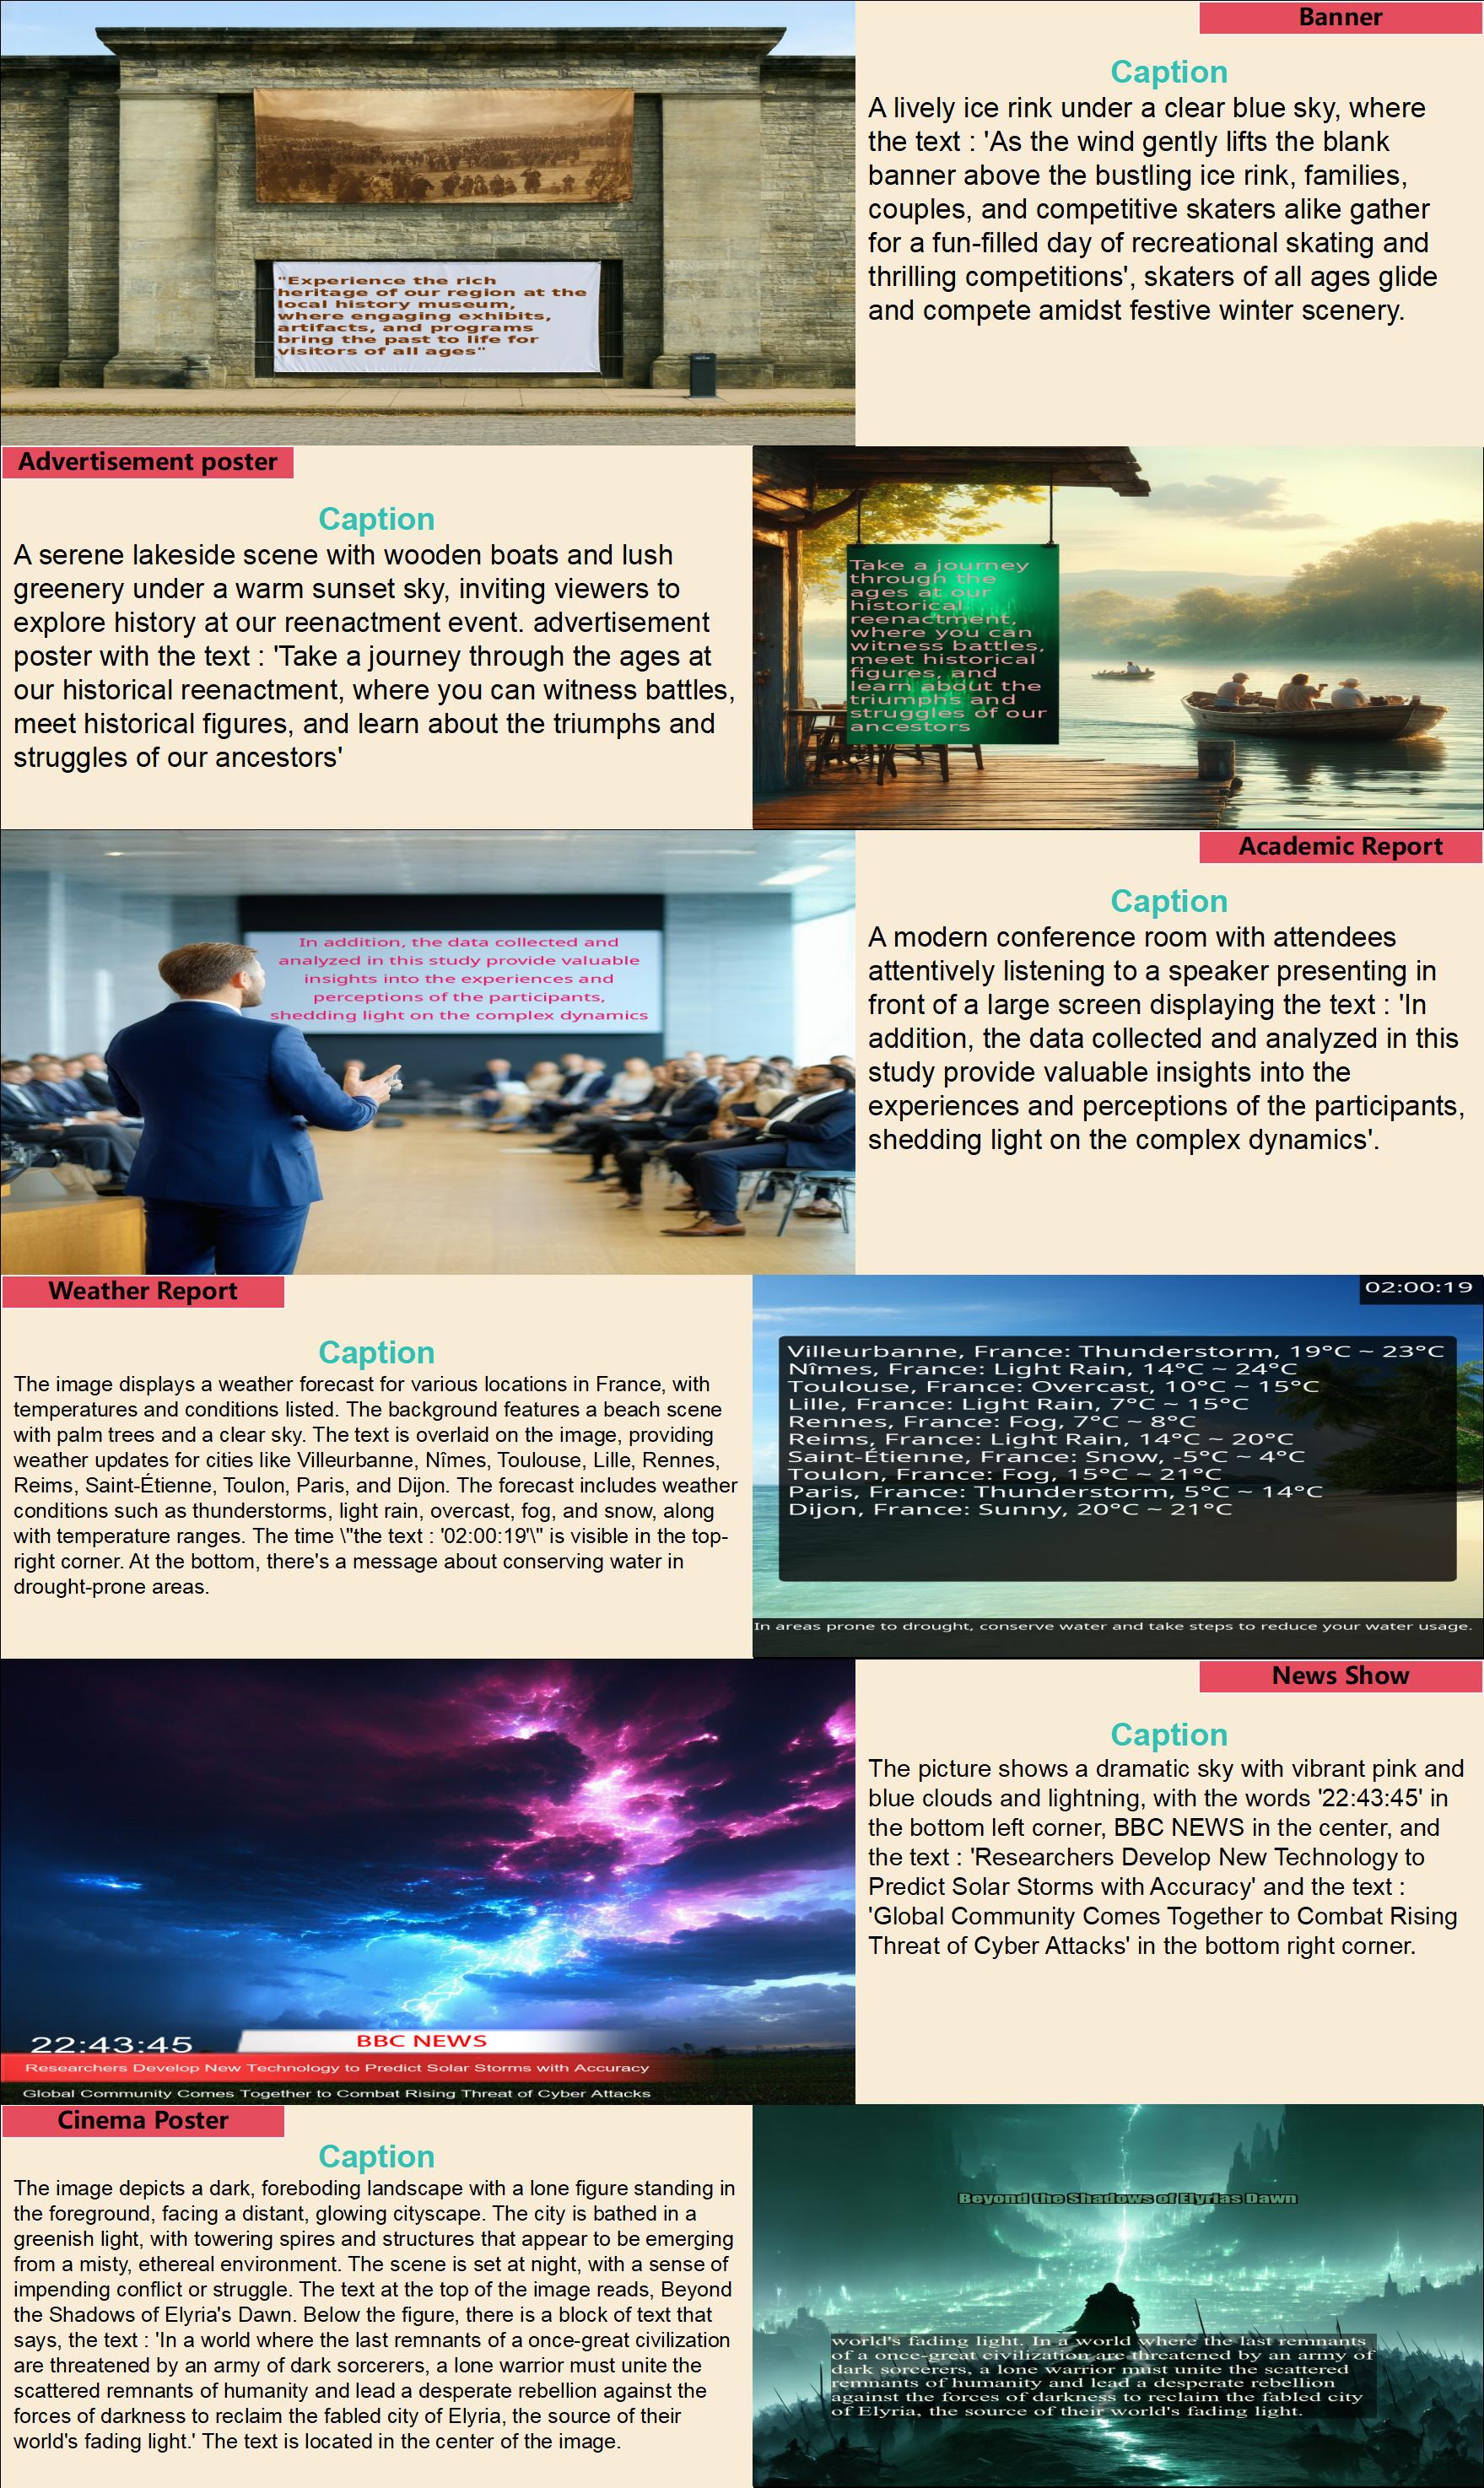 Banner
Caption
A lively ice rink under a clear blue sky, where
the text : 'As the wind gently lifts the blank
banner above the bustling ice rink, families,
couples, and competitive skaters alike gather
for a fun-filled day of recreational skating and
thrilling competitions', skaters of all ages glide
and compete amidst festive winter scenery.
"Experience the rich
heritage of our region at the
local history museum,
where engaging exhibits,
artifacts, and programs
bring the past to life for
visitors of all ages"
Advertisement poster
Caption
A serene lakeside scene with wooden boats and lush
greenery under a warm sunset sky, inviting viewers to
explore history at our reenactment event. advertisement
poster with the text : 'Take a journey through the ages at
our historical reenactment, where you can witness battles,
meet historical figures, and learn about the triumphs and
struggles of our ancestors'
Take a journey
through the
ages at our
historical
reenactment,
where you can
witness battles,
meet historical
figures, and
learn about the
triumphs and
struggles of our
ancestors
Academic Report
Caption
A modern conference room with attendees
attentively listening to a speaker presenting in
front of a large screen displaying the text : 'In
addition, the data collected and analyzed in this
study provide valuable insights into the
experiences and perceptions of the participants,
shedding light on the complex dynamics'.
In addition, the data collected and
analyzed in this study provide valuable
insights into the experiences and
perceptions of the participants,
shedding light on the complex dynamics
Weather Report
Caption
The image displays a weather forecast for various locations in France, with
temperatures and conditions listed. The background features a beach scene
with palm trees and a clear sky. The text is overlaid on the image, providing
weather updates for cities like Villeurbanne, Nîmes, Toulouse, Lille, Rennes,
Reims, Saint-Étienne, Toulon, Paris, and Dijon. The forecast includes weather
conditions such as thunderstorms, light rain, overcast, fog, and snow, along
with temperature ranges. The time \"the text : '02:00:19'\" is visible in the top-
right corner. At the bottom, there's a message about conserving water in
drought-prone areas.
02:00:19
Villeurbanne, France: Thunderstorm, 19°C ~ 23°C
Nîmes, France: Light Rain, 14°C ~ 24°C
Toulouse, France: Overcast, 10°C ~ 15°C
Lille, France: Light Rain, 7°C ~ 15°C
Rennes, France: Fog, 7°C ~ 8°C
Reims, France: Light Rain, 14°C ~ 20°C
Saint-Étienne, France: Snow, -5°C ~ 4°C
Toulon, France: Fog, 15°C ~ 21°C
Paris, France: Thunderstorm, 5°C ~ 14°C
Dijon, France: Sunny, 20°C ~ 21°C
In areas prone to drought, conserve water and take steps to reduce your water usage.
News Show
Caption
The picture shows a dramatic sky with vibrant pink and
blue clouds and lightning, with the words '22:43:45' in
the bottom left corner, BBC NEWS in the center, and
the text : 'Researchers Develop New Technology to
Predict Solar Storms with Accuracy' and the text :
'Global Community Comes Together to Combat Rising
Threat of Cyber Attacks' in the bottom right corner.
22:43:45
BBC NEWS
Researchers Develop New Technology to Predict Solar Storms with Accuracy
Global Community Comes Together to Combat Rising Threat of Cyber Attacks
Cinema Poster
Caption
The image depicts a dark, foreboding landscape with a lone figure standing in
the foreground, facing a distant, glowing cityscape. The city is bathed in a
greenish light, with towering spires and structures that appear to be emerging
from a misty, ethereal environment. The scene is set at night, with a sense of
impending conflict or struggle. The text at the top of the image reads, Beyond
the Shadows of Elyria's Dawn. Below the figure, there is a block of text that
says, the text : 'In a world where the last remnants of a once-great civilization
are threatened by an army of dark sorcerers, a lone warrior must unite the
scattered remnants of humanity and lead a desperate rebellion against the
forces of darkness to reclaim the fabled city of Elyria, the source of their
world's fading light.' The text is located in the center of the image.
Beyond the Shadows of Elyrias Dawn
world's fading light. In a world where the last remnants
of a once-great civilization are threatened by an army of
dark sorcerers, a lone warrior must unite the scattered
remnants of humanity and lead a desperate rebellion
against the forces of darkness to reclaim the fabled city
of Elyria, the source of their world's fading light.